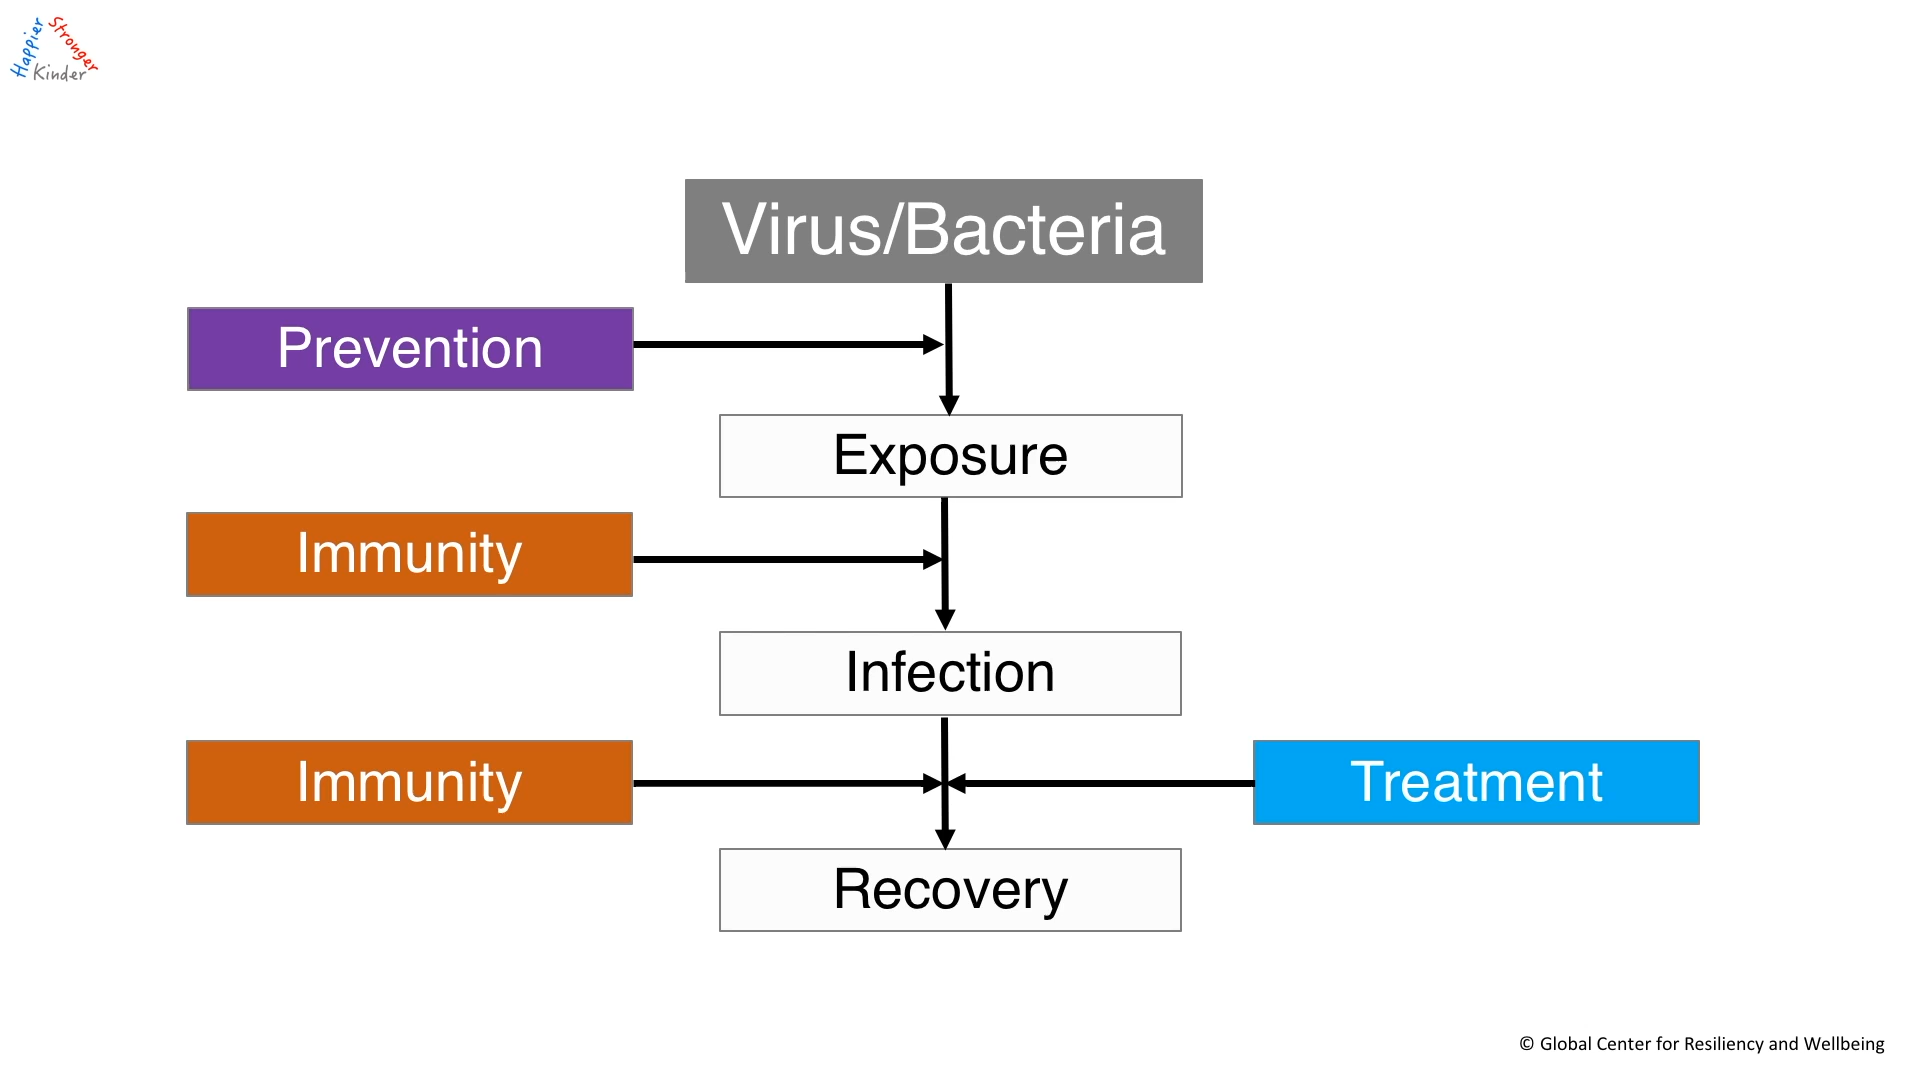 Happier
Stronger
Kinder
Virus/Bacteria
Prevention
Exposure
Immunity
Infection
Immunity
Treatment
Recovery
© Global Center for Resiliency and Wellbeing